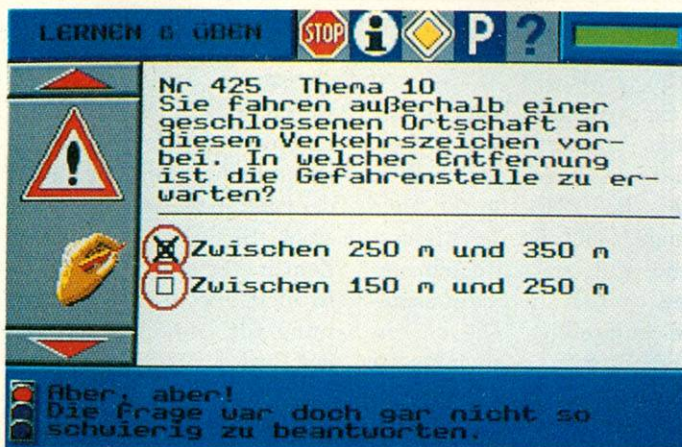 LERNEN & ÜBEN STOP i P ?
Nr 425 Thema 10
Sie fahren außerhalb einer
geschlossenen Ortschaft an
diesem Verkehrszeichen vor-
bei. In welcher Entfernung
ist die Gefahrenstelle zu er-
warten?
Zwischen 250 m und 350 m
Zwischen 150 m und 250 m
Aber, aber!
Die Frage war doch gar nicht so
schwierig zu beantworten.